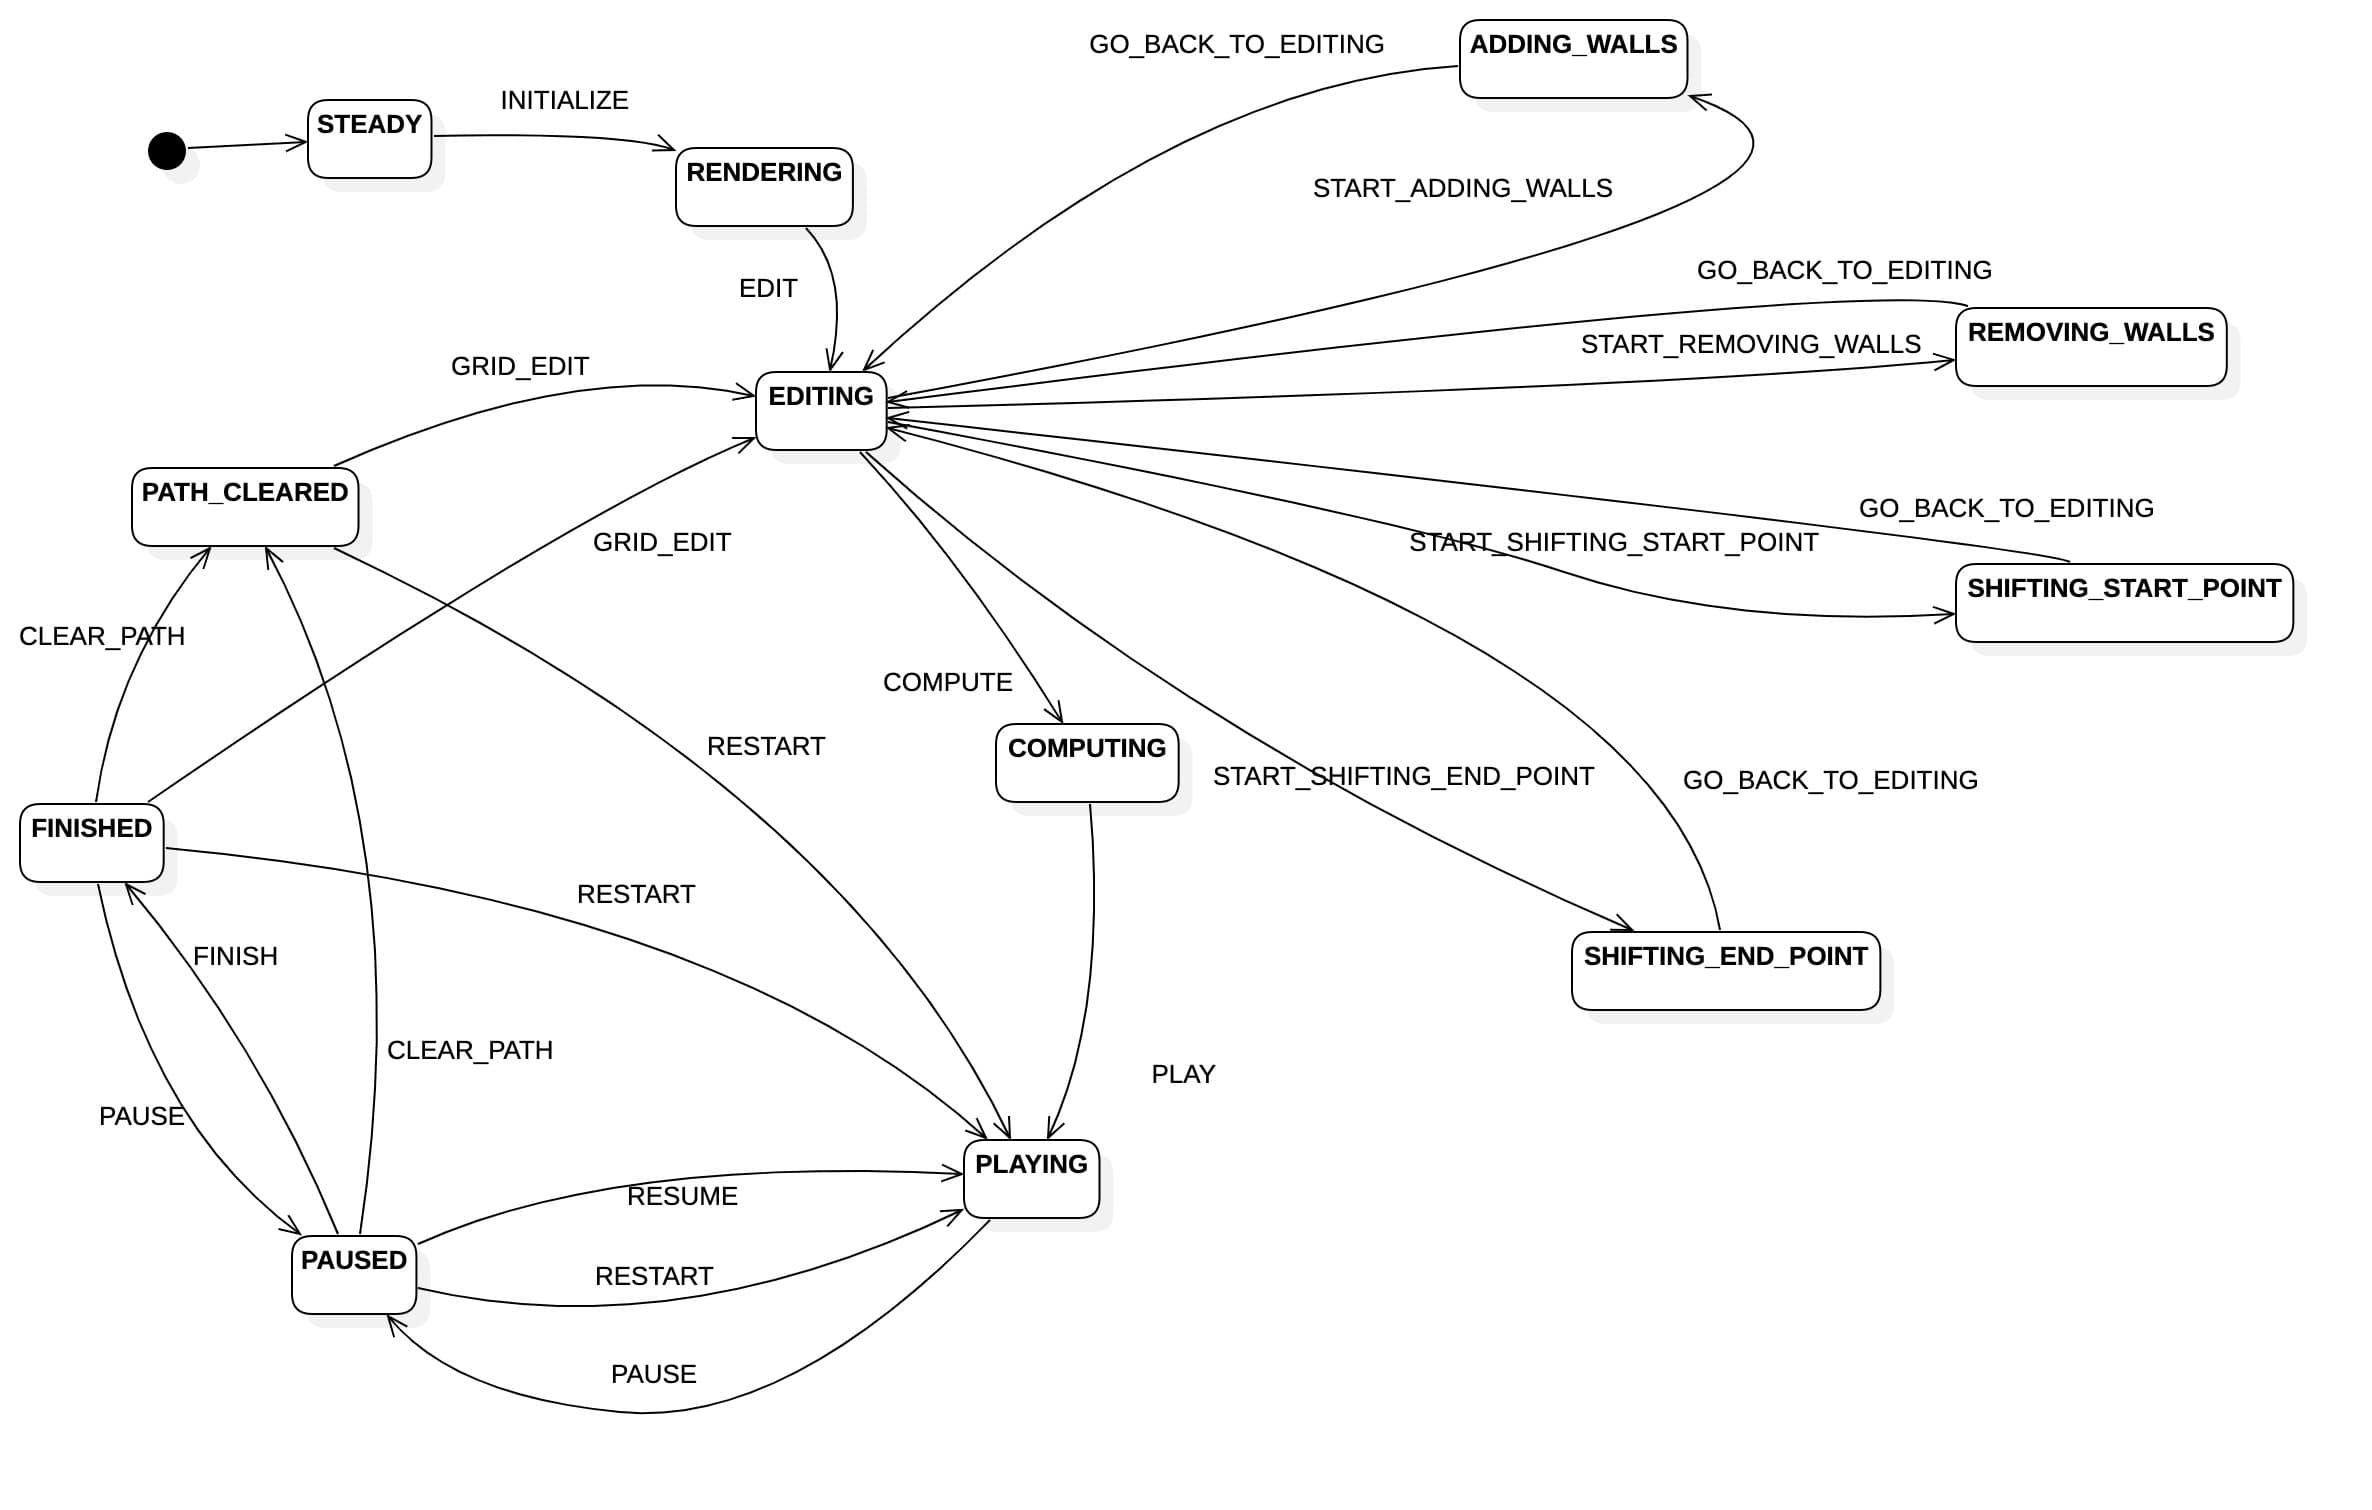 GO_BACK_TO_EDITING
ADDING_WALLS
INITIALIZE
STEADY
RENDERING
START_ADDING_WALLS
GO_BACK_TO_EDITING
EDIT
REMOVING_WALLS
START_REMOVING_WALLS
GRID_EDIT
EDITING
PATH_CLEARED
GO_BACK_TO_EDITING
GRID_EDIT
START_SHIFTING_START_POINT
SHIFTING_START_POINT
CLEAR_PATH
COMPUTE
RESTART
COMPUTING
START_SHIFTING_END_POINT
GO_BACK_TO_EDITING
FINISHED
RESTART
FINISH
SHIFTING_END_POINT
CLEAR_PATH
PLAY
PAUSE
PLAYING
RESUME
PAUSED
RESTART
PAUSE